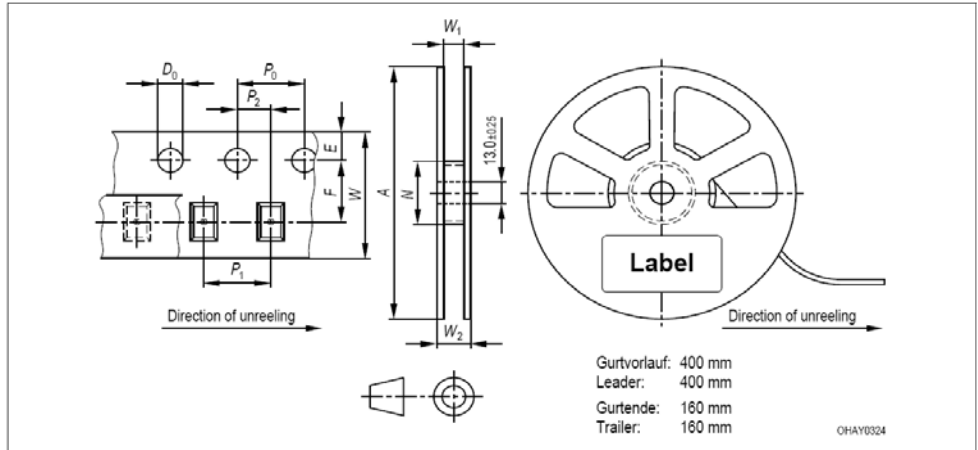 W1
D0
P0
P2
E
F
W
P1
Direction of unreeling
A
N
13.0±0.25
W2
Label
Direction of unreeling
Gurtvorlauf: 400 mm
Leader: 400 mm
Gurtende: 160 mm
Trailer: 160 mm
OHAY0324